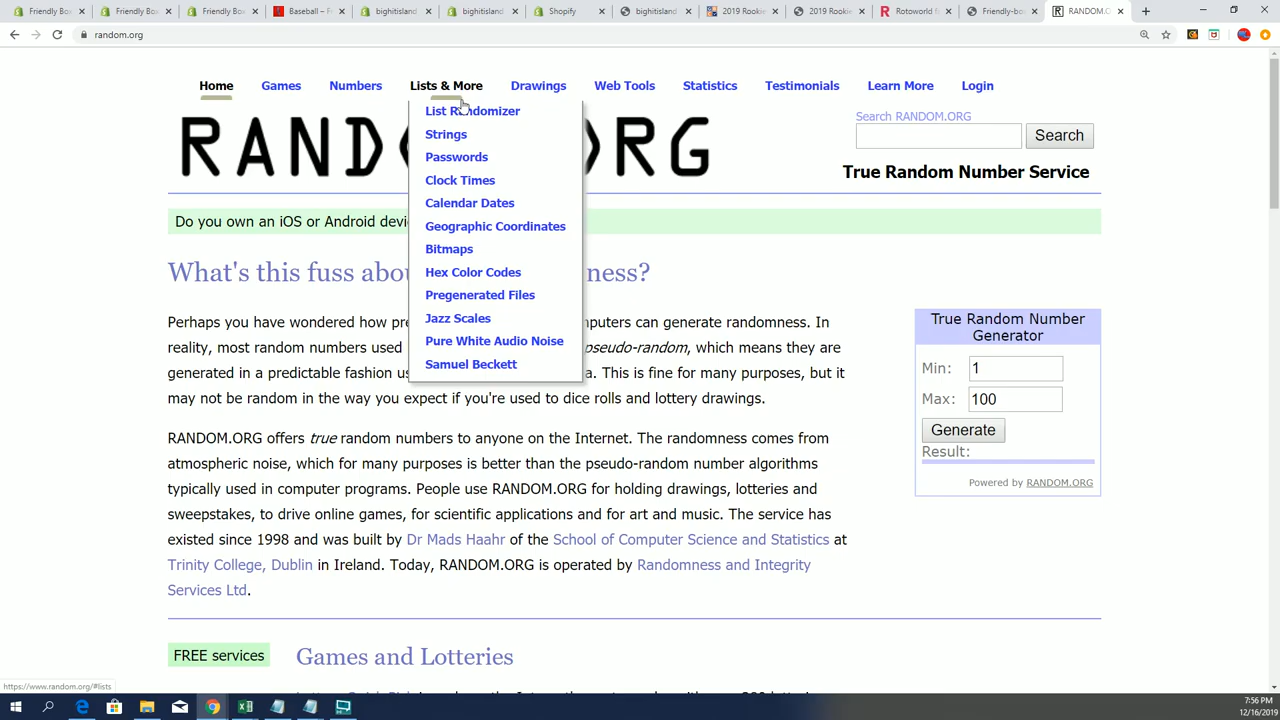 Friendly Box
Friendly Box
Friendly Box
Baseball – Fr
bighitisland
bighitisland
Shopify
bighitisland
2019 Rookie
2019 Rookie
Rotoworld f
Friendly-box
RANDOM.O
random.org
Home Games Numbers Lists & More Drawings Web Tools Statistics Testimonials Learn More Login
List Randomizer
Strings
Passwords
Clock Times
Calendar Dates
Geographic Coordinates
Bitmaps
Hex Color Codes
Pregenerated Files
Jazz Scales
Pure White Audio Noise
Samuel Beckett
RAND RG
Search RANDOM.ORG
Search
True Random Number Service
Do you own an iOS or Android devi
What's this fuss abou ness?
Perhaps you have wondered how pre puters can generate randomness. In
reality, most random numbers used pseudo-random, which means they are
generated in a predictable fashion us a. This is fine for many purposes, but it
may not be random in the way you expect if you're used to dice rolls and lottery drawings.
RANDOM.ORG offers true random numbers to anyone on the Internet. The randomness comes from
atmospheric noise, which for many purposes is better than the pseudo-random number algorithms
typically used in computer programs. People use RANDOM.ORG for holding drawings, lotteries and
sweepstakes, to drive online games, for scientific applications and for art and music. The service has
existed since 1998 and was built by Dr Mads Haahr of the School of Computer Science and Statistics at
Trinity College, Dublin in Ireland. Today, RANDOM.ORG is operated by Randomness and Integrity
Services Ltd.
True Random Number
Generator
Min: 1
Max: 100
Generate
Result:
Powered by RANDOM.ORG
FREE services
Games and Lotteries
https://www.random.org/#lists
7:56 PM
12/16/2019